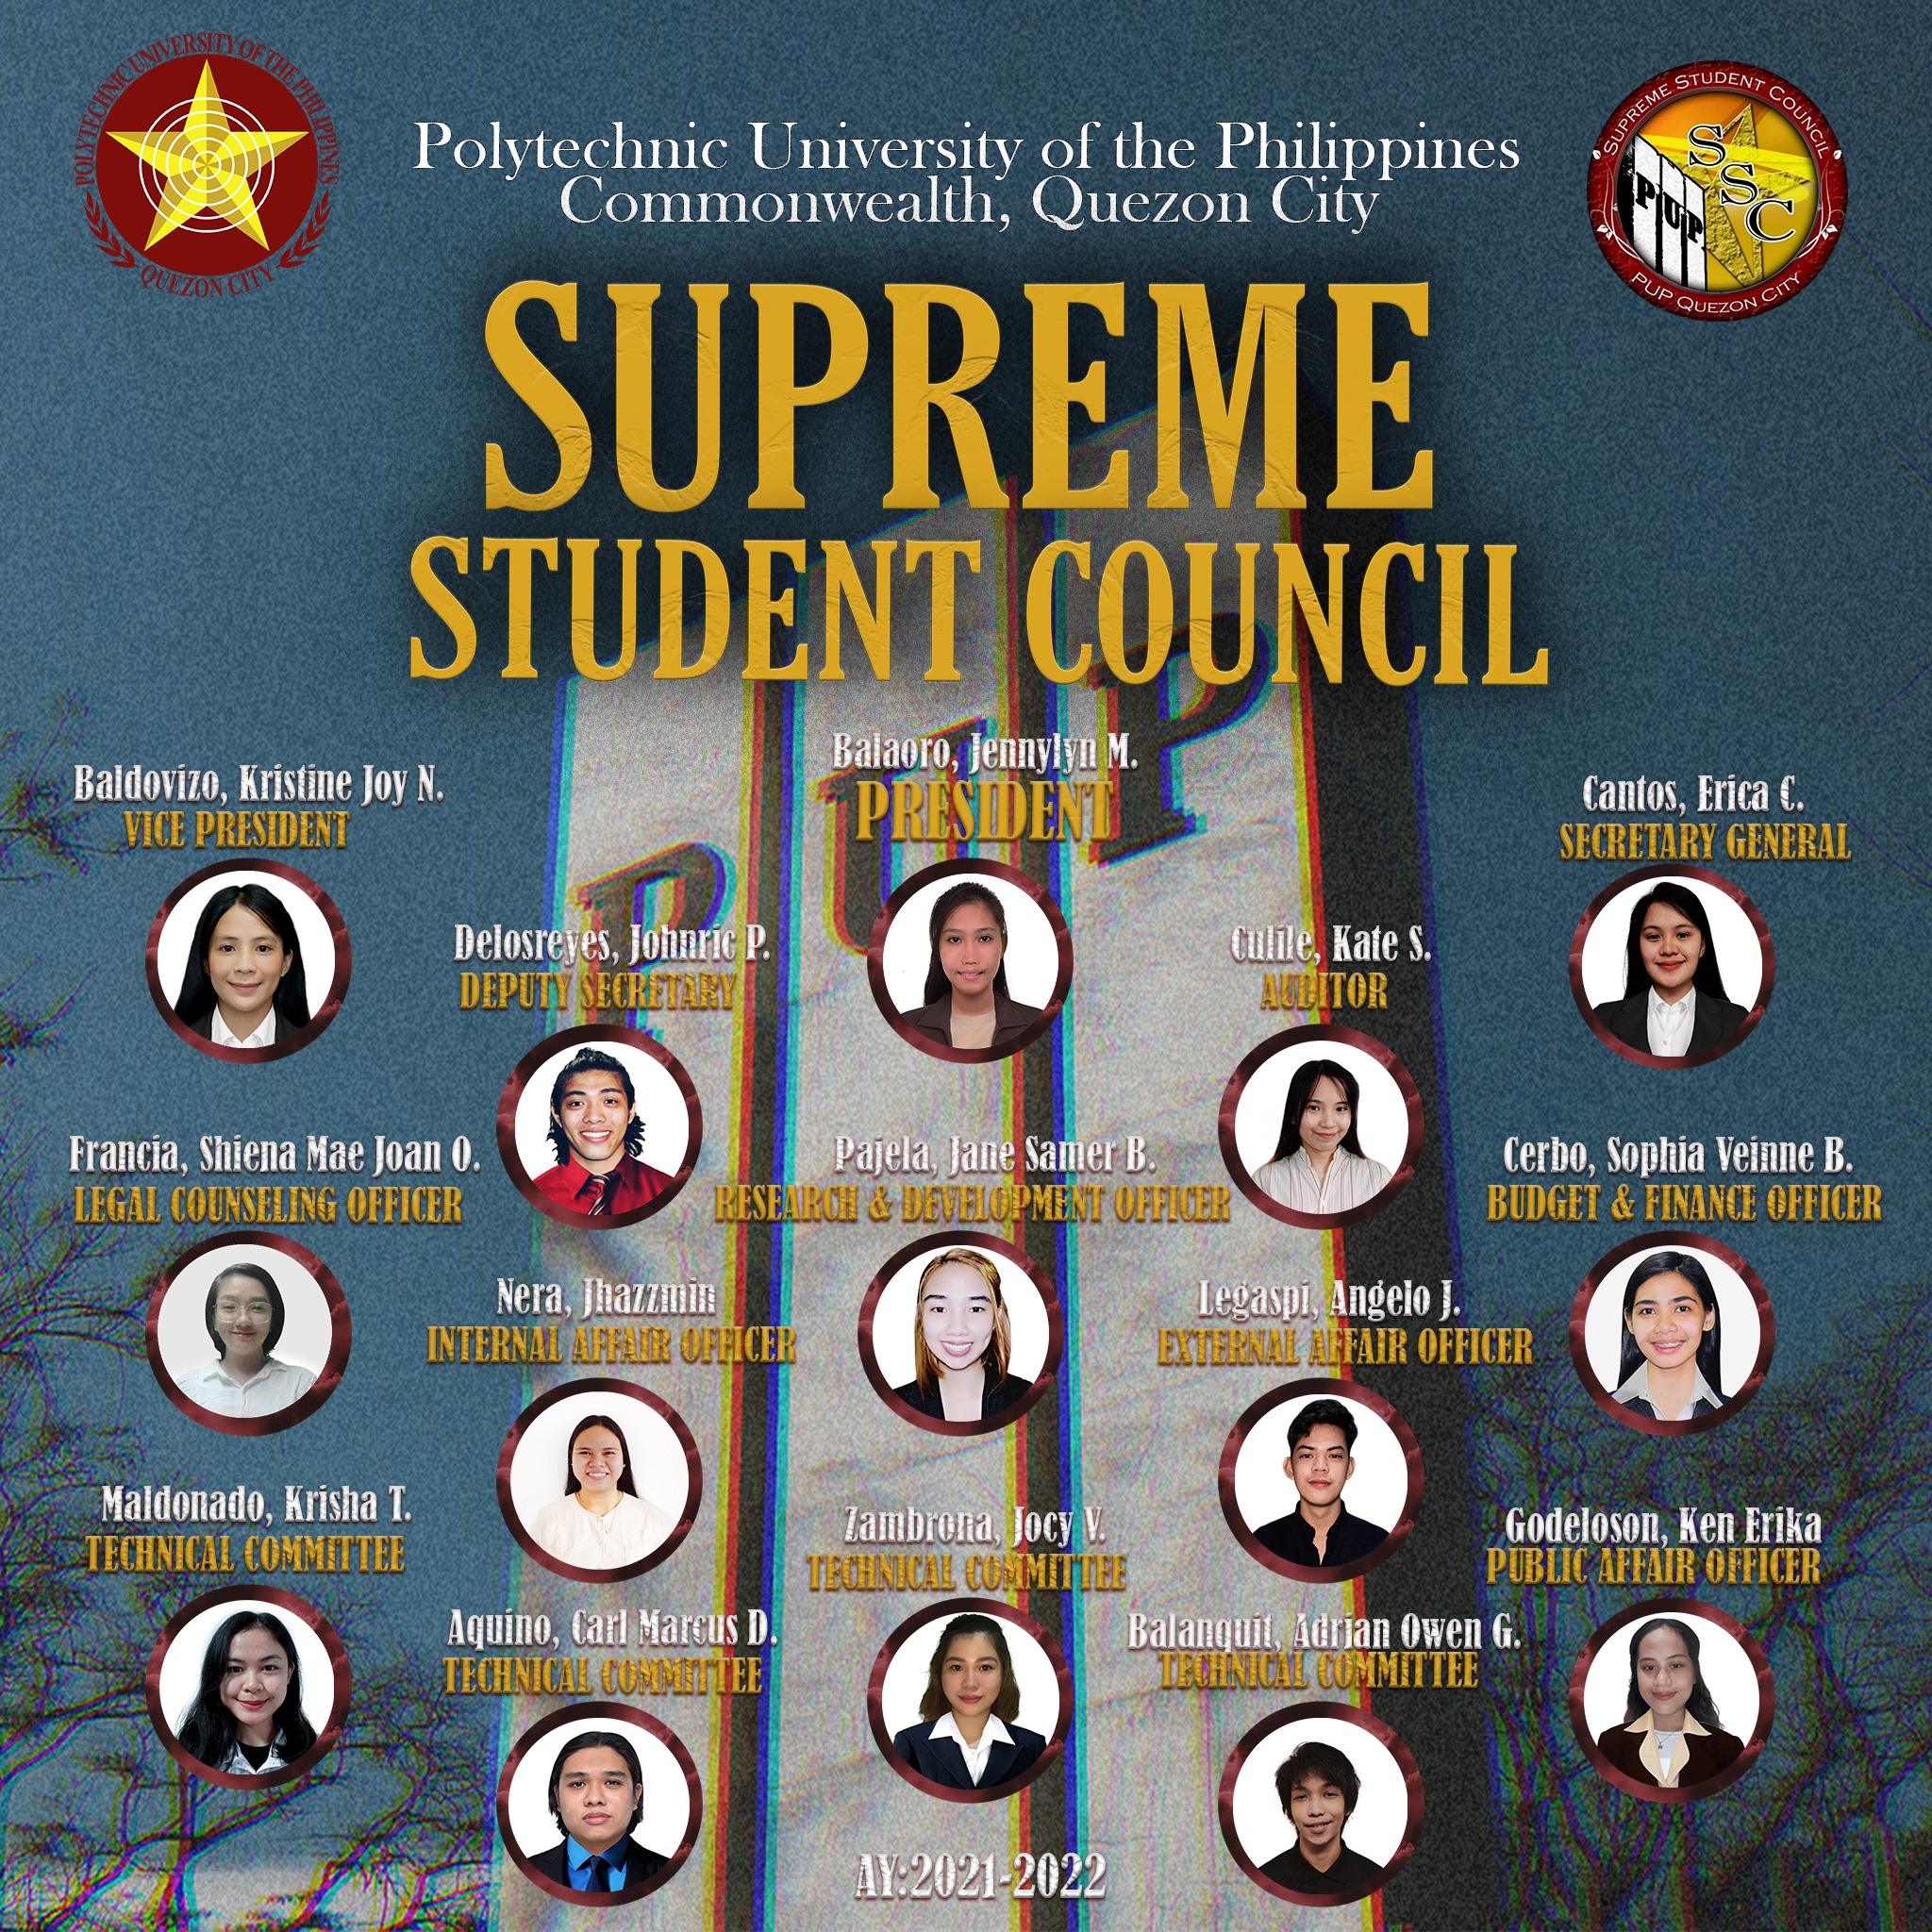 POLYTECHNIC UNIVERSITY OF THE PHILIPPINES
QUEZON CITY
SUPREME STUDENT COUNCIL
SSC
PUP
PUP QUEZON CITY
Polytechnic University of the Philippines
Commonwealth, Quezon City
SUPREME
STUDENT COUNCIL
PUP
Balaoro, Jennylyn M.
PRESIDENT
Baldovizo, Kristine Joy N.
VICE PRESIDENT
Cantos, Erica C.
SECRETARY GENERAL
Delosreyes, Johnric P.
DEPUTY SECRETARY
Culile, Kate S.
AUDITOR
Francia, Shiena Mae Joan O.
LEGAL COUNSELING OFFICER
Pajela, Jane Samer B.
RESEARCH & DEVELOPMENT OFFICER
Cerbo, Sophia Veinne B.
BUDGET & FINANCE OFFICER
Nera, Jhazzmin
INTERNAL AFFAIR OFFICER
Legaspi, Angelo J.
EXTERNAL AFFAIR OFFICER
Maldonado, Krisha T.
TECHNICAL COMMITTEE
Zambrona, Jocy V.
TECHNICAL COMMITTEE
Godeloson, Ken Erika
PUBLIC AFFAIR OFFICER
Aquino, Carl Marcus D.
TECHNICAL COMMITTEE
Balanquit, Adrian Owen G.
TECHNICAL COMMITTEE
AY:2021-2022